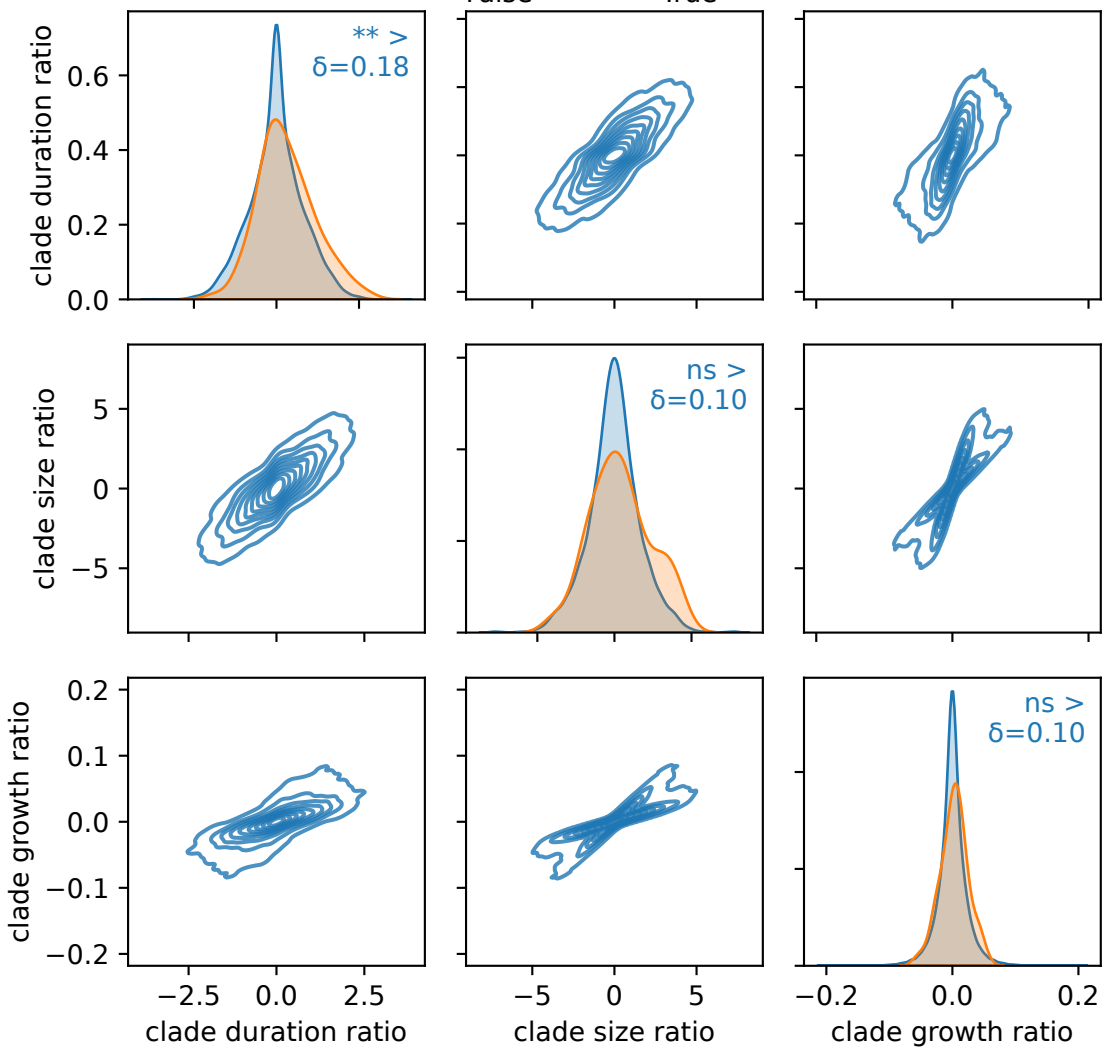 False True
clade duration ratio
0.6
0.4
0.2
0.0
** >
δ=0.18
clade size ratio
5
0
−5
ns >
δ=0.10
clade growth ratio
0.2
0.1
0.0
−0.1
−0.2
ns >
δ=0.10
−2.5 0.0 2.5
−5 0 5
−0.2 0.0 0.2
clade duration ratio
clade size ratio
clade growth ratio